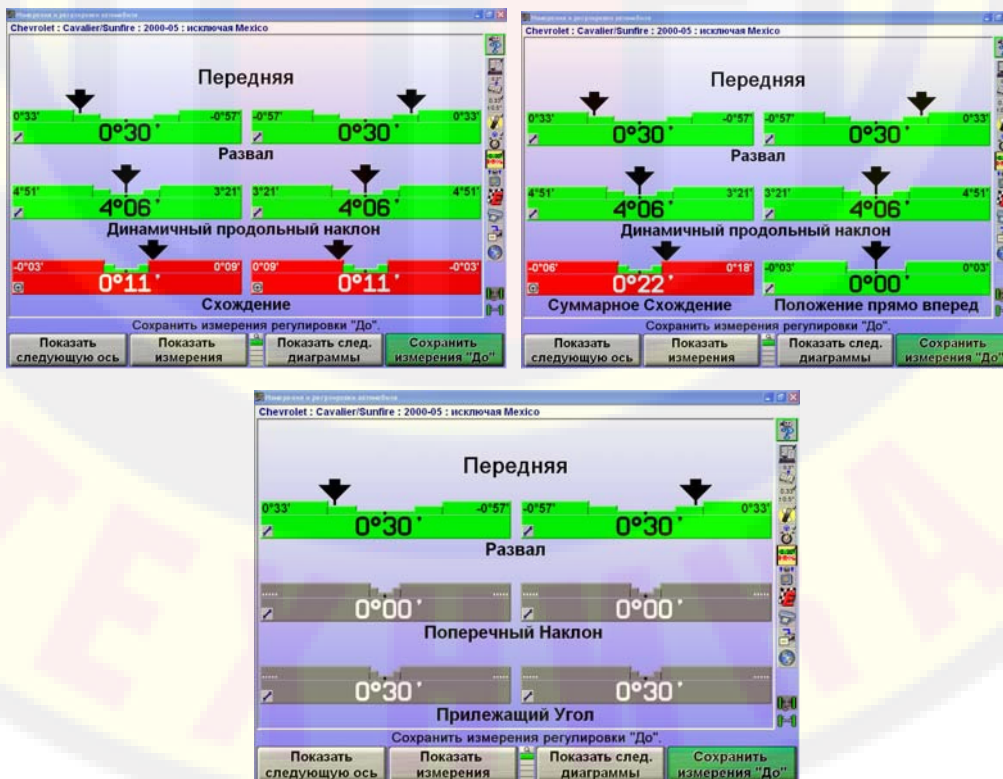 Измерения и регулировки автомобиля
Chevrolet : Cavalier/Sunfire : 2000-05 : исключая Mexico
Передняя
0°33' 0°30' -0°57' -0°57' 0°30' 0°33'
Развал
4°51' 4°06' 3°21' 3°21' 4°06' 4°51'
Динамичный продольный наклон
-0°03' 0°11' 0°09' 0°09' 0°11' -0°03'
Схождение
Сохранить измерения регулировки "До".
Показать следующую ось
Показать измерения
Показать след. диаграммы
Сохранить измерения "До"
Измерения и регулировки автомобиля
Chevrolet : Cavalier/Sunfire : 2000-05 : исключая Mexico
Передняя
0°33' 0°30' -0°57' -0°57' 0°30' 0°33'
Развал
4°51' 4°06' 3°21' 3°21' 4°06' 4°51'
Динамичный продольный наклон
-0°06' 0°22' 0°18' -0°03' 0°00' 0°03'
Суммарное Схождение Положение прямо вперед
Сохранить измерения регулировки "До".
Показать следующую ось
Показать измерения
Показать след. диаграммы
Сохранить измерения "До"
Измерения и регулировки автомобиля
Chevrolet : Cavalier/Sunfire : 2000-05 : исключая Mexico
Передняя
0°33' 0°30' -0°57' -0°57' 0°30' 0°33'
Развал
0°00' 0°00'
Поперечный Наклон
0°30' 0°30'
Прилежащий Угол
Сохранить измерения регулировки "До".
Показать следующую ось
Показать измерения
Показать след. диаграммы
Сохранить измерения "До"